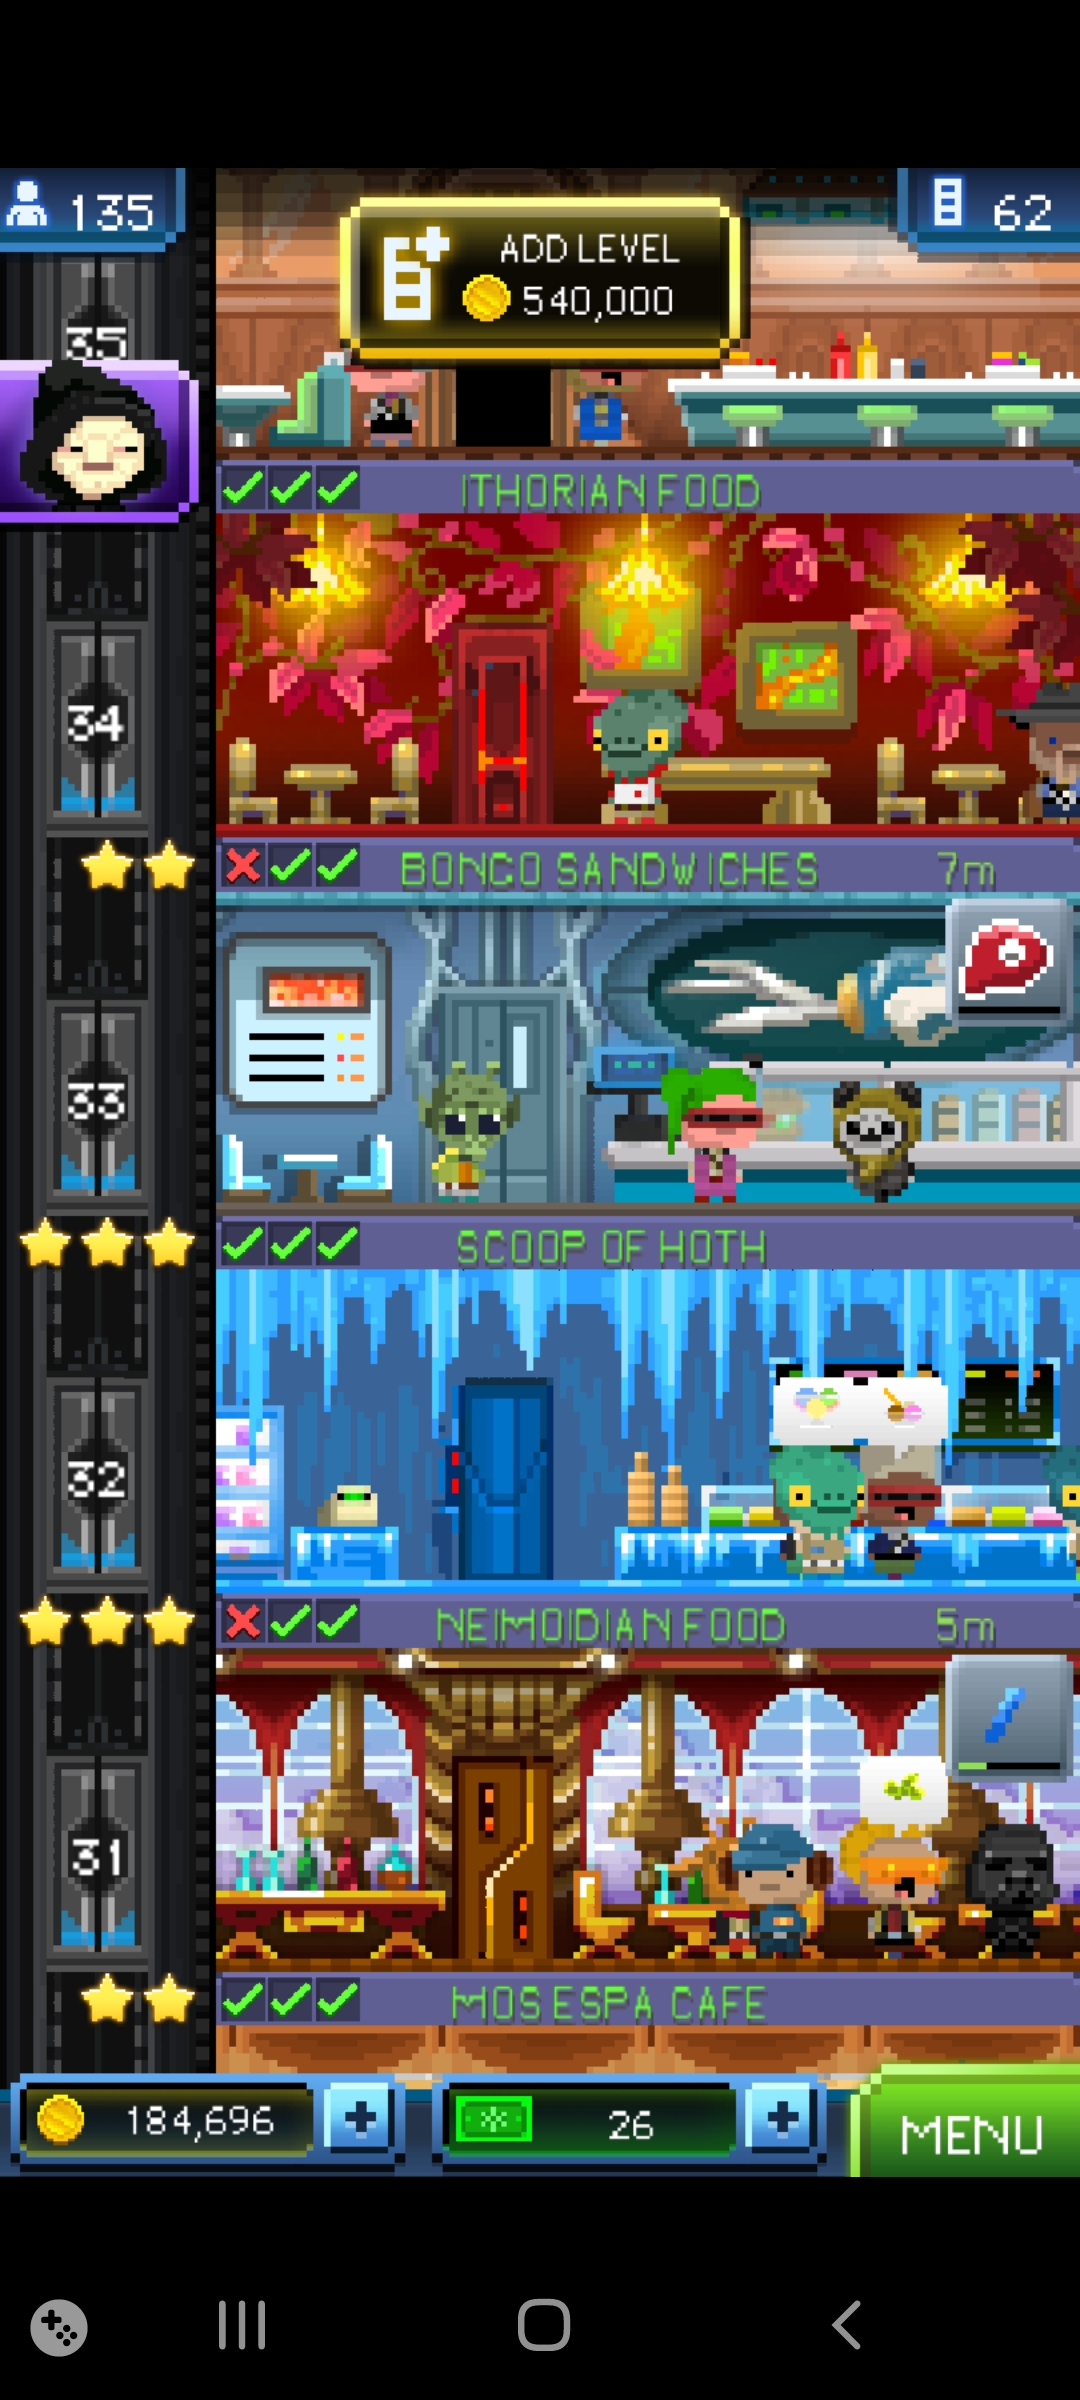 135
62
ADD LEVEL
540,000
35
ITHORIAN FOOD
34
BONGO SANDWICHES 7m
33
SCOOP OF HOTH
32
NEIMOIDIAN FOOD 5m
31
MOS ESPA CAFE
184,696
26
MENU